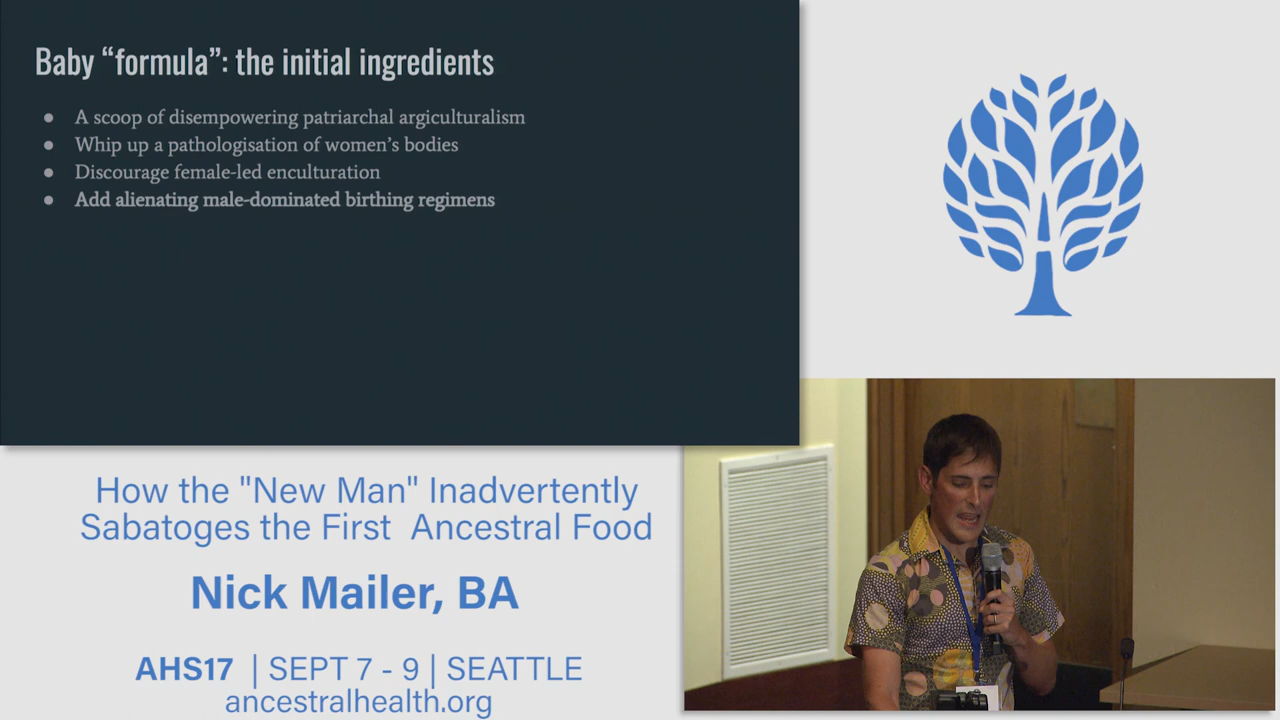 Baby “formula”: the initial ingredients
● A scoop of disempowering patriarchal argiculturalism
● Whip up a pathologisation of women’s bodies
● Discourage female-led enculturation
● Add alienating male-dominated birthing regimens
How the "New Man" Inadvertently
Sabatoges the First Ancestral Food
Nick Mailer, BA
AHS17 | SEPT 7 - 9 | SEATTLE
ancestralhealth.org